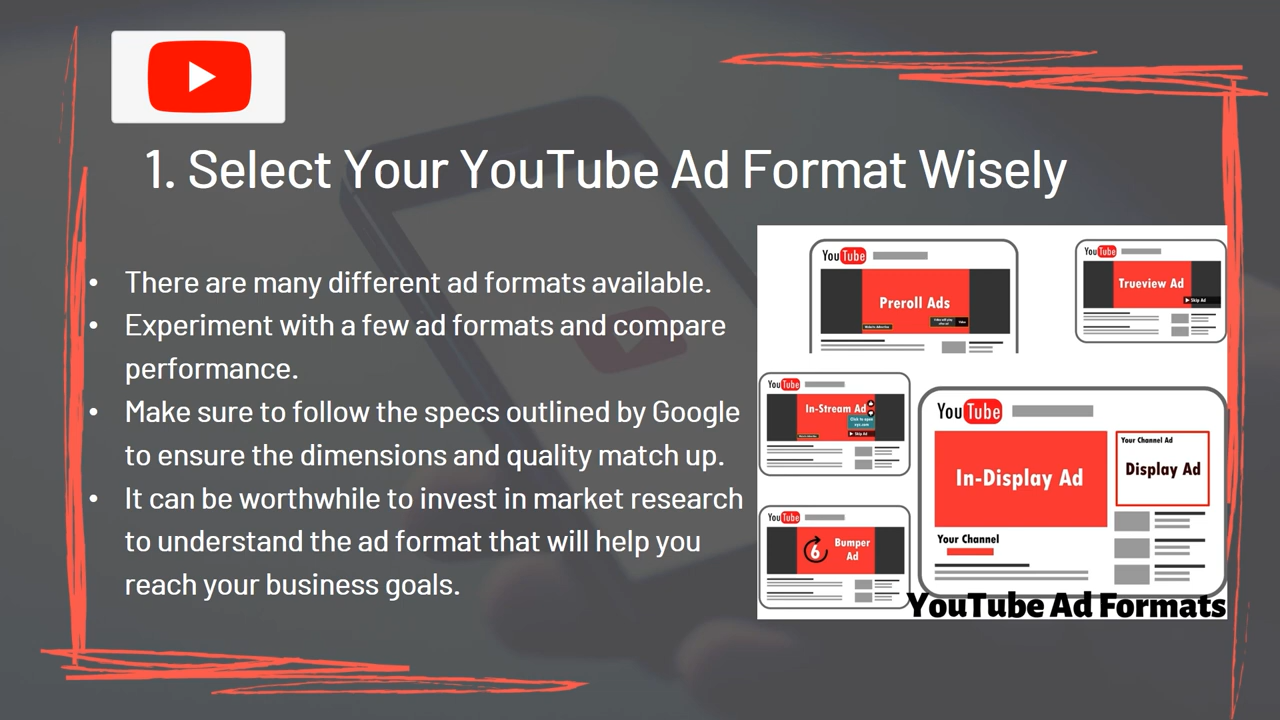 1. Select Your YouTube Ad Format Wisely
• There are many different ad formats available.
• Experiment with a few ad formats and compare
performance.
• Make sure to follow the specs outlined by Google
to ensure the dimensions and quality match up.
• It can be worthwhile to invest in market research
to understand the ad format that will help you
reach your business goals.
YouTube
Preroll Ads
YouTube
Trueview Ad
Skip Ad
YouTube
In-Stream Ad
Skip Ad
YouTube
In-Display Ad
Your Channel Ad
Display Ad
Your Channel
YouTube
6
Bumper
Ad
YouTube Ad Formats